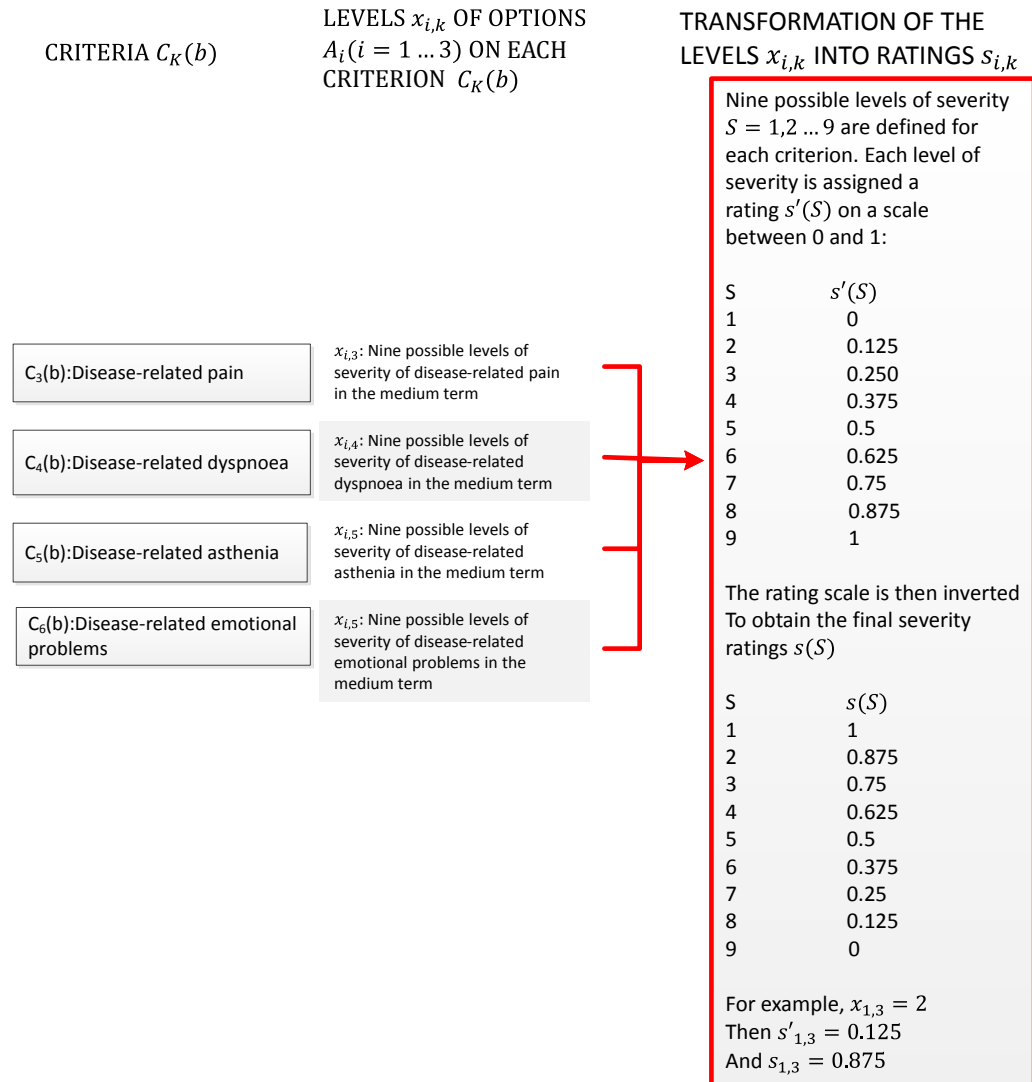 CRITERIA C_K(b)
LEVELS x_{i,k} OF OPTIONS
A_i(i = 1 … 3) ON EACH
CRITERION C_K(b)
TRANSFORMATION OF THE
LEVELS x_{i,k} INTO RATINGS s_{i,k}
C₃(b):Disease-related pain
C₄(b):Disease-related dyspnoea
C₅(b):Disease-related asthenia
C₆(b):Disease-related emotional
problems
x_{i,3}: Nine possible levels of
severity of disease-related pain
in the medium term
x_{i,4}: Nine possible levels of
severity of disease-related
dyspnoea in the medium term
x_{i,5}: Nine possible levels of
severity of disease-related
asthenia in the medium term
x_{i,5}: Nine possible levels of
severity of disease-related
emotional problems in the
medium term
Nine possible levels of severity
S = 1,2 … 9 are defined for
each criterion. Each level of
severity is assigned a
rating s′(S) on a scale
between 0 and 1:
S s′(S)
1 0
2 0.125
3 0.250
4 0.375
5 0.5
6 0.625
7 0.75
8 0.875
9 1
The rating scale is then inverted
To obtain the final severity
ratings s(S)
S s(S)
1 1
2 0.875
3 0.75
4 0.625
5 0.5
6 0.375
7 0.25
8 0.125
9 0
For example, x_{1,3} = 2
Then s′_{1,3} = 0.125
And s_{1,3} = 0.875